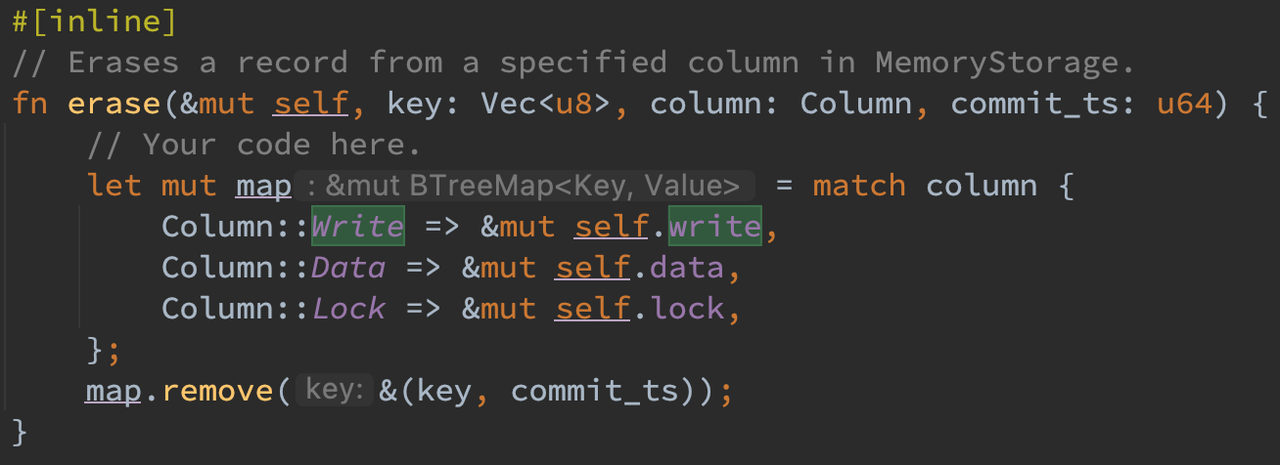 #[inline]
// Erases a record from a specified column in MemoryStorage.
fn erase(&mut self, key: Vec<u8>, column: Column, commit_ts: u64) {
    // Your code here.
    let mut map: &mut BTreeMap<Key, Value> = match column {
        Column::Write => &mut self.write,
        Column::Data => &mut self.data,
        Column::Lock => &mut self.lock,
    };
    map.remove(key: &(key, commit_ts));
}